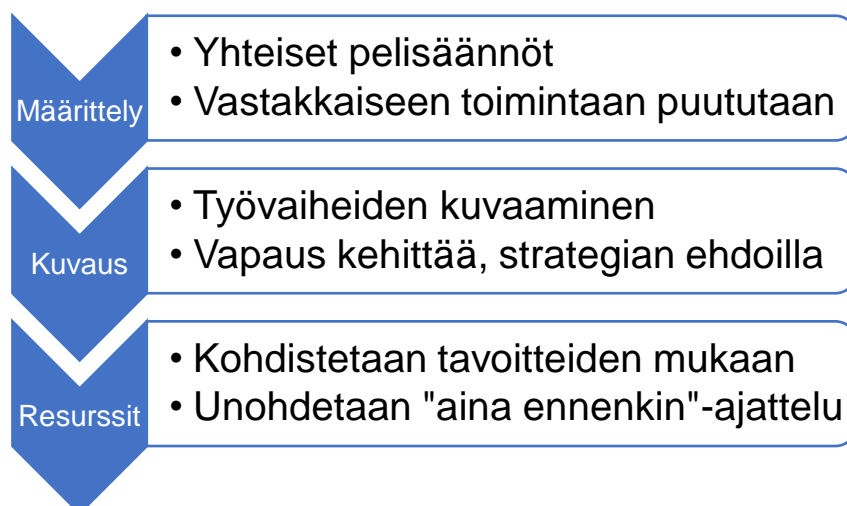 Määrittely
• Yhteiset pelisäännöt
• Vastakkaiseen toimintaan puututaan
Kuvaus
• Työvaiheiden kuvaaminen
• Vapaus kehittää, strategian ehdoilla
Resurssit
• Kohdistetaan tavoitteiden mukaan
• Unohdetaan "aina ennenkin"-ajattelu